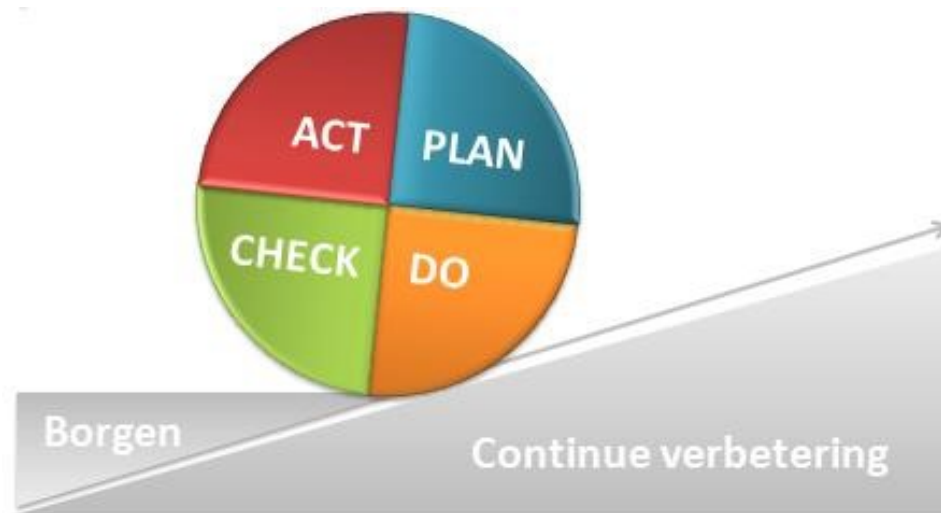 ACT
PLAN
CHECK
DO
Borgen
Continue verbetering